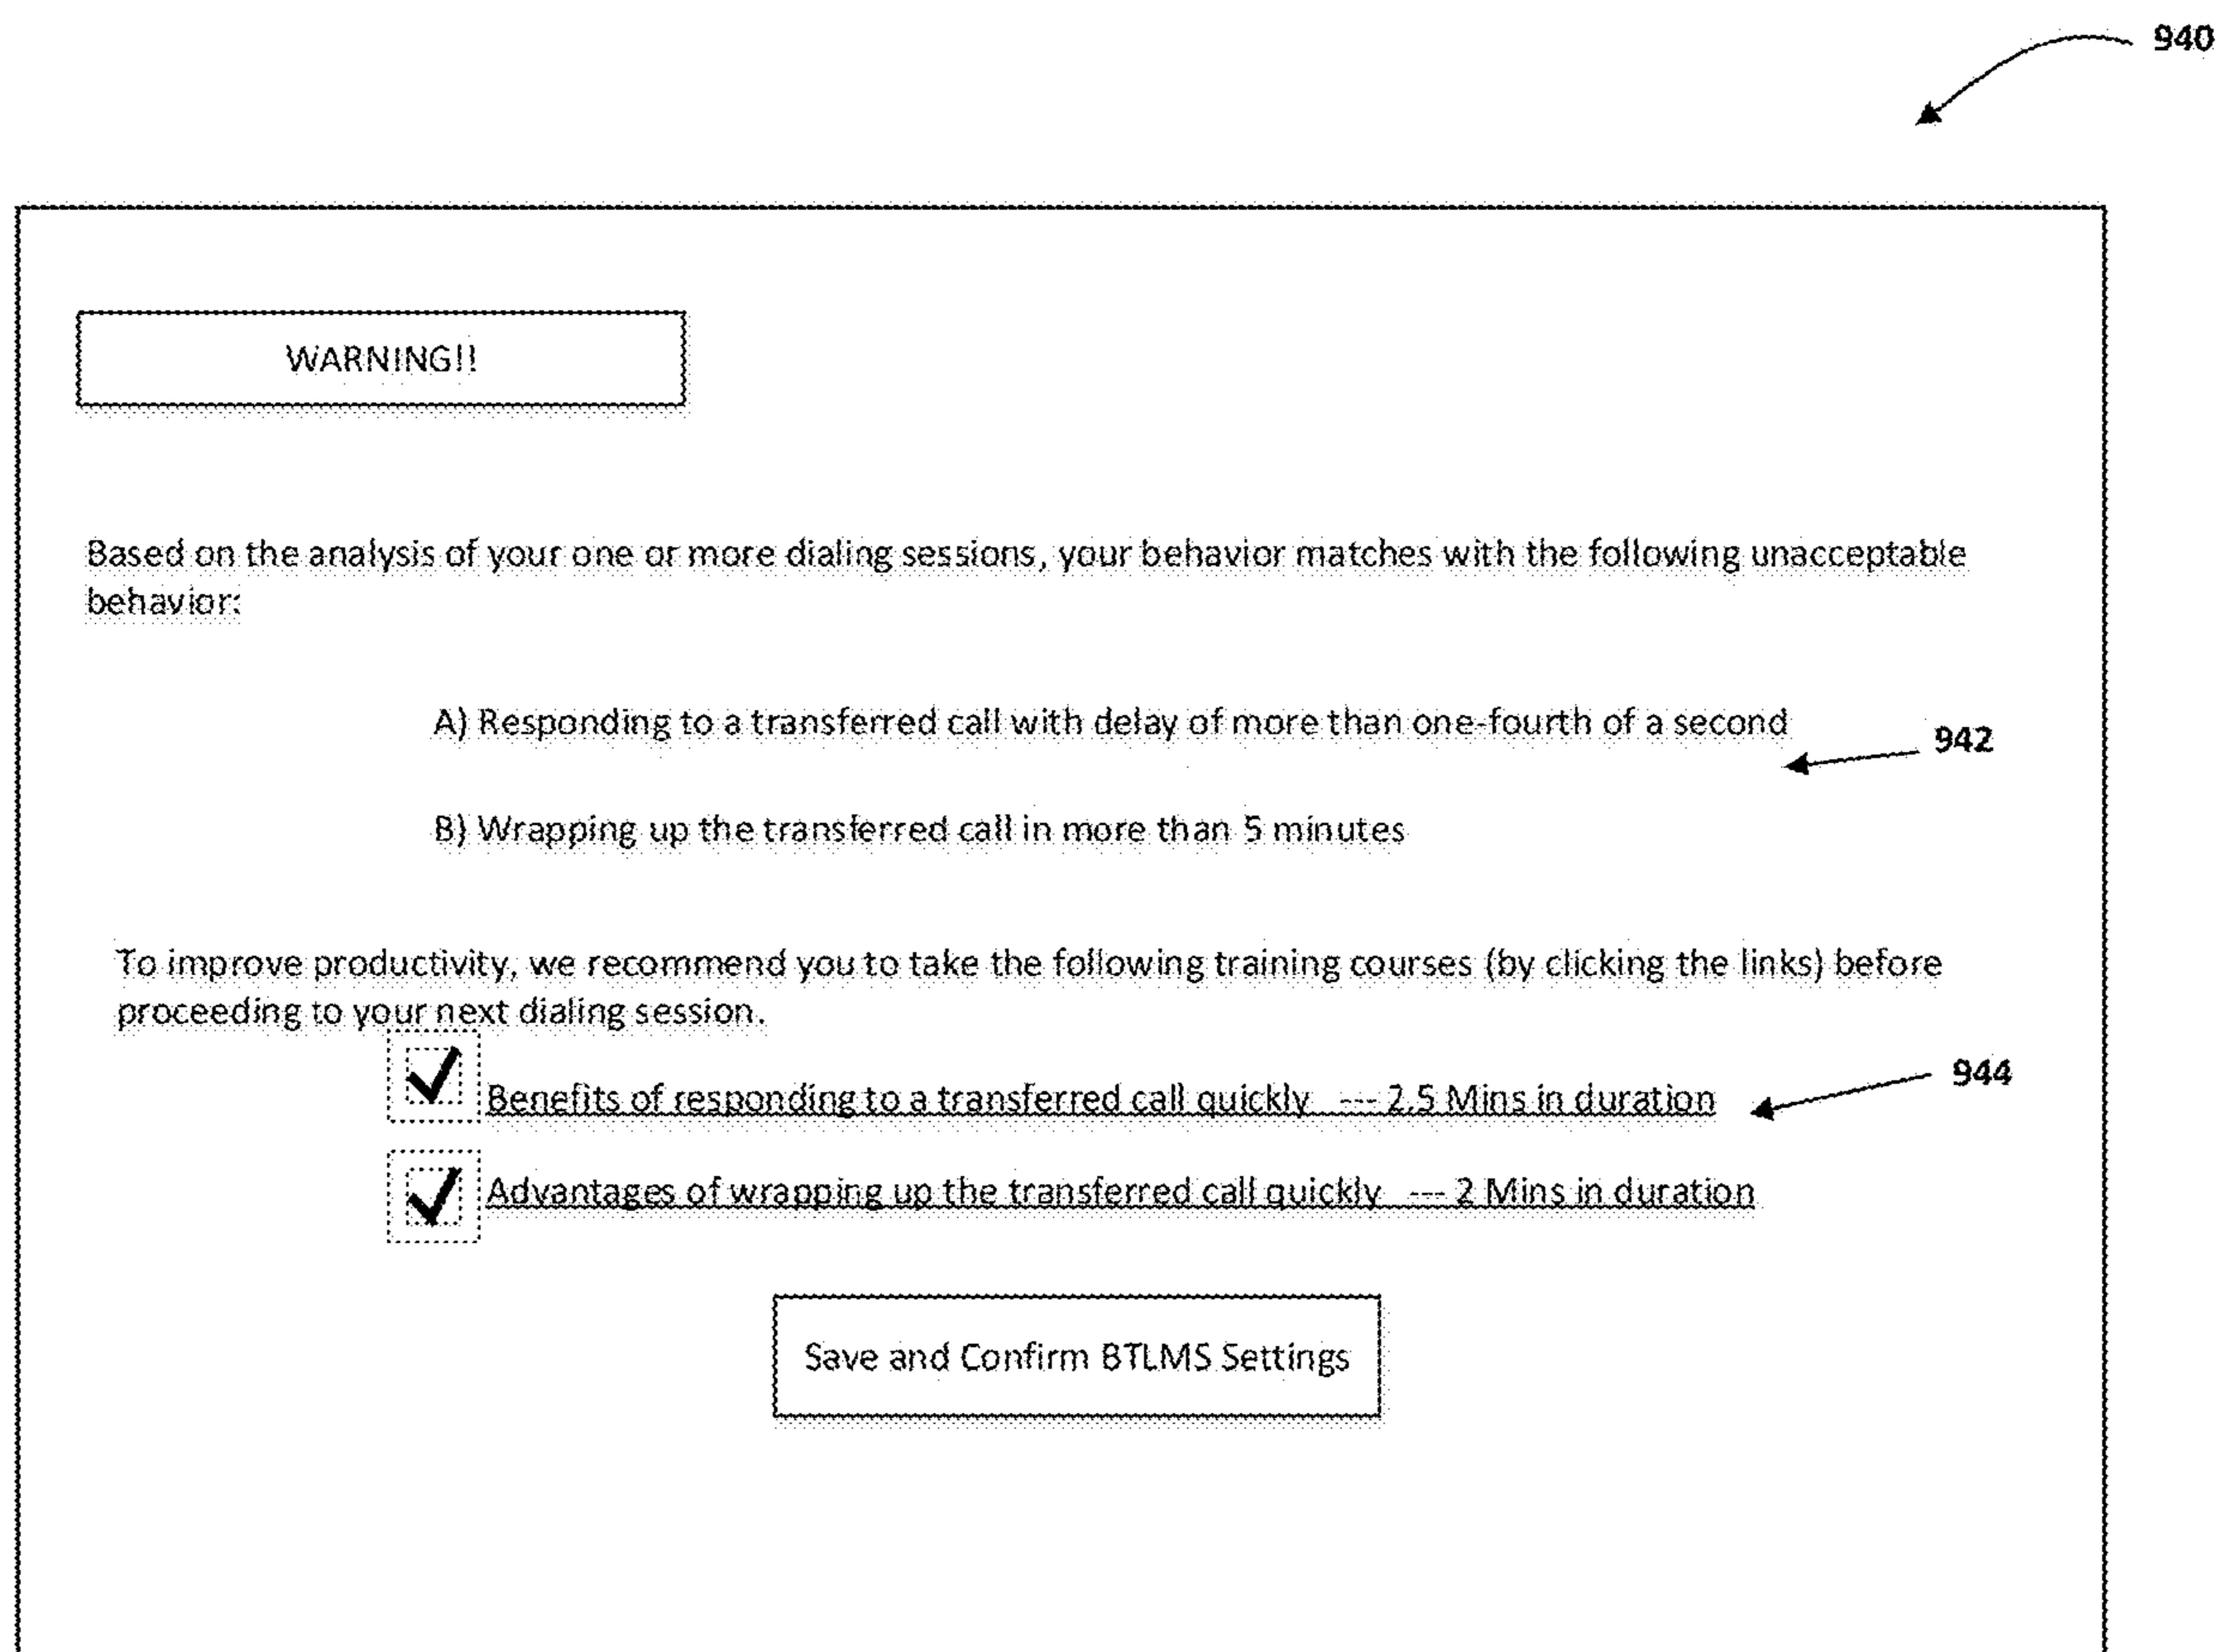 940
WARNING!!
Based on the analysis of your one or more dialing sessions, your behavior matches with the following unacceptable
behavior:
A) Responding to a transferred call with delay of more than one-fourth of a second
942
B) Wrapping up the transferred call in more than 5 minutes
To improve productivity, we recommend you to take the following training courses (by clicking the links) before
proceeding to your next dialing session.
Benefits of responding to a transferred call quickly --- 2.5 Mins in duration
944
Advantages of wrapping up the transferred call quickly --- 2 Mins in duration
Save and Confirm BTLMS Settings